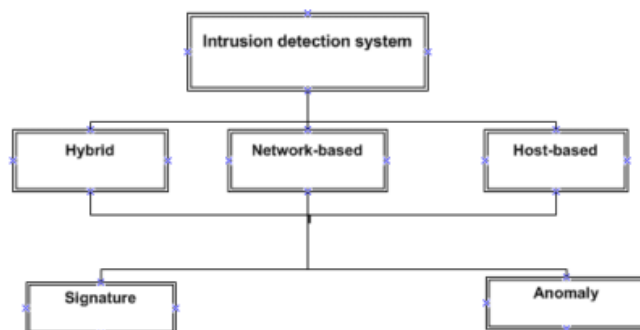 Intrusion detection system
Hybrid
Network-based
Host-based
Signature
Anomaly